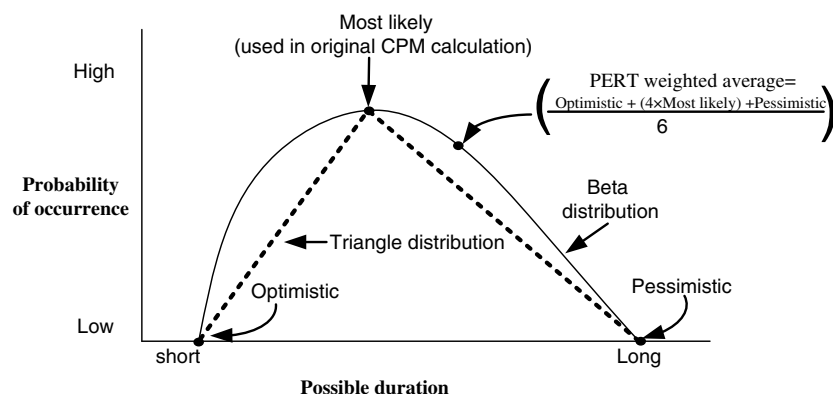 Most likely
(used in original CPM calculation)
High
PERT weighted average=
Optimistic + (4×Most likely) +Pessimistic
6
Probability
of occurrence
Beta
distribution
Triangle distribution
Optimistic
Pessimistic
Low
short
Long
Possible duration